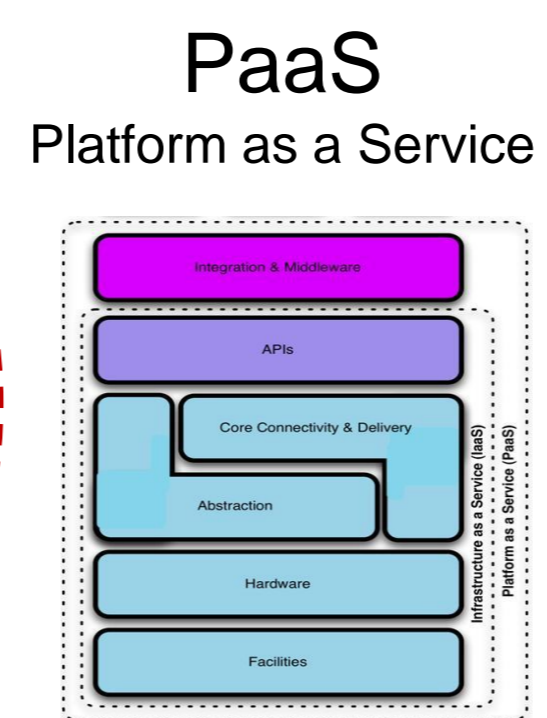 PaaS
Platform as a Service
Integration & Middleware
APIs
Core Connectivity & Delivery
Abstraction
Hardware
Facilities
Infrastructure as a Service (IaaS)
Platform as a Service (PaaS)